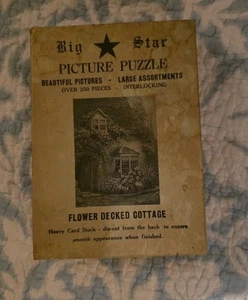 Big ★ Star
PICTURE PUZZLE
BEAUTIFUL PICTURES - LARGE ASSORTMENTS
OVER 250 PIECES - INTERLOCKING
FLOWER DECKED COTTAGE
Heavy Card Stock - die-cut from the back to ensure
smooth appearance when finished.